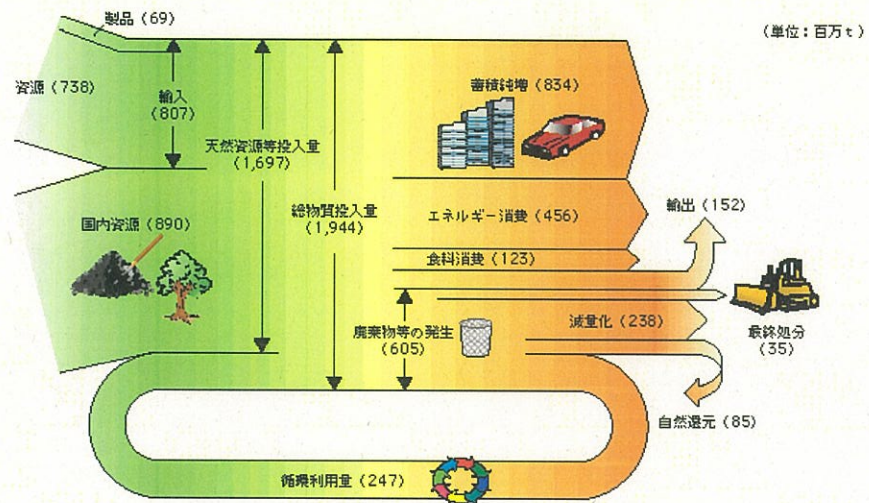 製品（69）
（単位：百万ｔ）
資源（738）
輸入
（807）
蓄積純増（834）
天然資源等投入量
（1,697）
総物質投入量
（1,944）
国内資源（890）
エネルギー消費（456）
輸出（152）
食料消費（123）
廃棄物等の発生
（605）
減量化（238）
最終処分
（35）
自然還元（85）
循環利用量（247）